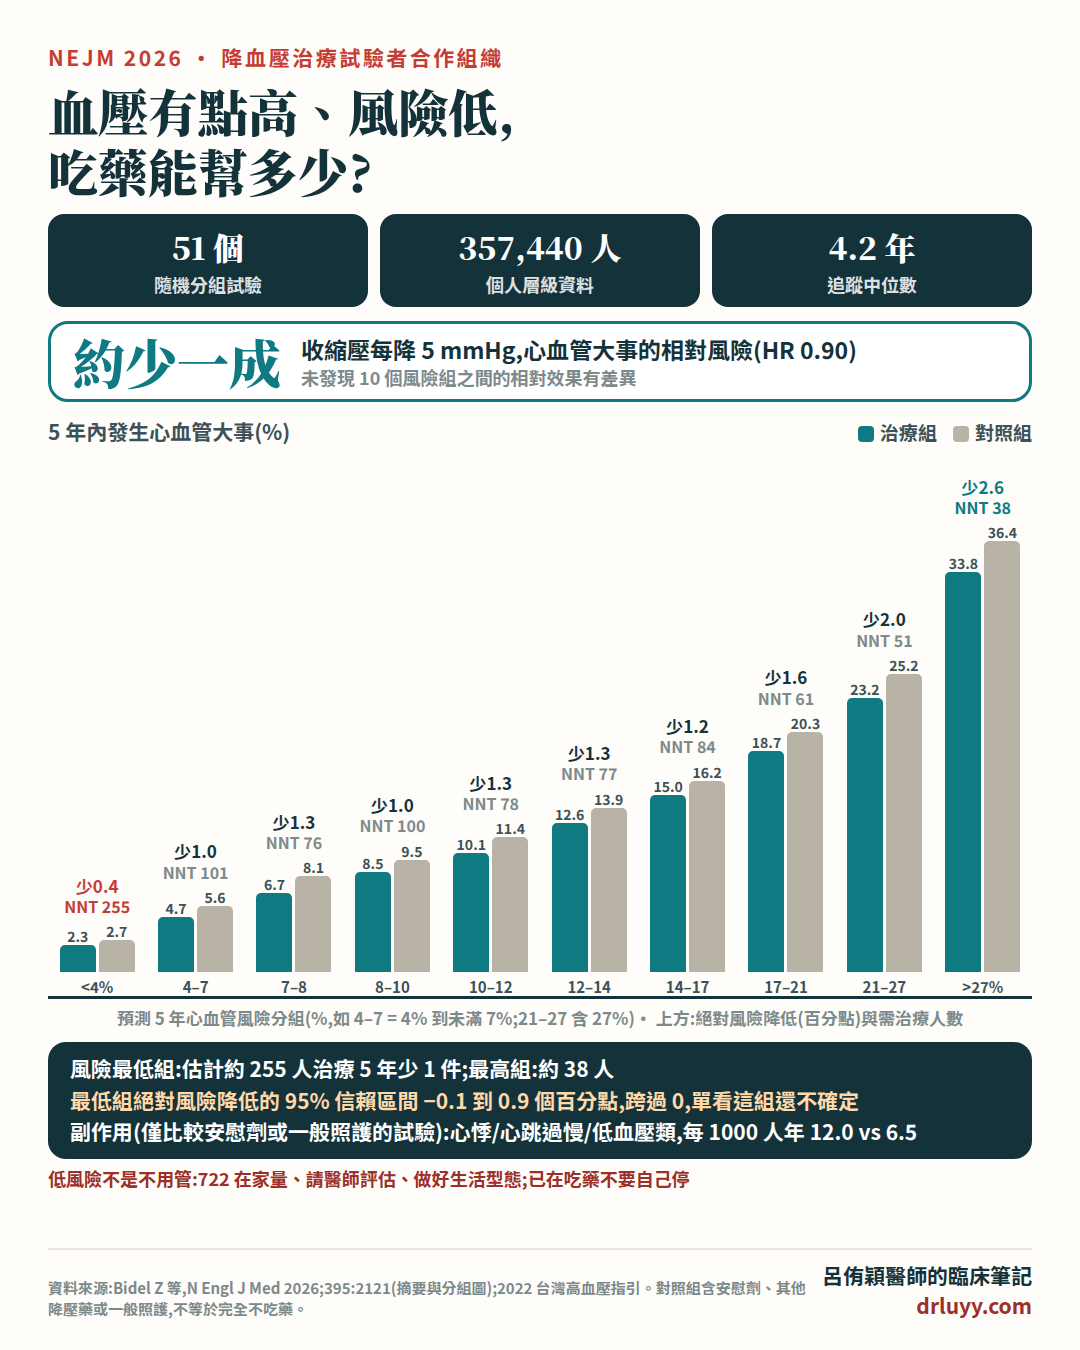 NEJM 2026 • 降血壓治療試驗者合作組織
血壓有點高、風險低,
吃藥能幫多少?
51 個
隨機分組試驗
357,440 人
個人層級資料
4.2 年
追蹤中位數
約少一成
收縮壓每降 5 mmHg,心血管大事的相對風險(HR 0.90)
未發現 10 個風險組之間的相對效果有差異
5 年內發生心血管大事(%)
治療組
對照組
少0.4
NNT 255
2.3
2.7
<4%
少1.0
NNT 101
4.7
5.6
4–7
少1.3
NNT 76
6.7
8.1
7–8
少1.0
NNT 100
8.5
9.5
8–10
少1.3
NNT 78
10.1
11.4
10–12
少1.3
NNT 77
12.6
13.9
12–14
少1.2
NNT 84
15.0
16.2
14–17
少1.6
NNT 61
18.7
20.3
17–21
少2.0
NNT 51
23.2
25.2
21–27
少2.6
NNT 38
33.8
36.4
>27%
預測 5 年心血管風險分組(%,如 4–7 = 4% 到未滿 7%;21–27 含 27%) • 上方:絕對風險降低(百分點)與需治療人數
風險最低組:估計約 255 人治療 5 年少 1 件;最高組:約 38 人
最低組絕對風險降低的 95% 信賴區間 −0.1 到 0.9 個百分點,跨過 0,單看這組還不確定
副作用(僅比較安慰劑或一般照護的試驗):心悸/心跳過慢/低血壓類,每 1000 人年 12.0 vs 6.5
低風險不是不用管:722 在家量、請醫師評估、做好生活型態;已在吃藥不要自己停
資料來源:Bidel Z 等,N Engl J Med 2026;395:2121(摘要與分組圖);2022 台灣高血壓指引。對照組含安慰劑、其他
降壓藥或一般照護,不等於完全不吃藥。
呂侑穎醫師的臨床筆記
drluyy.com